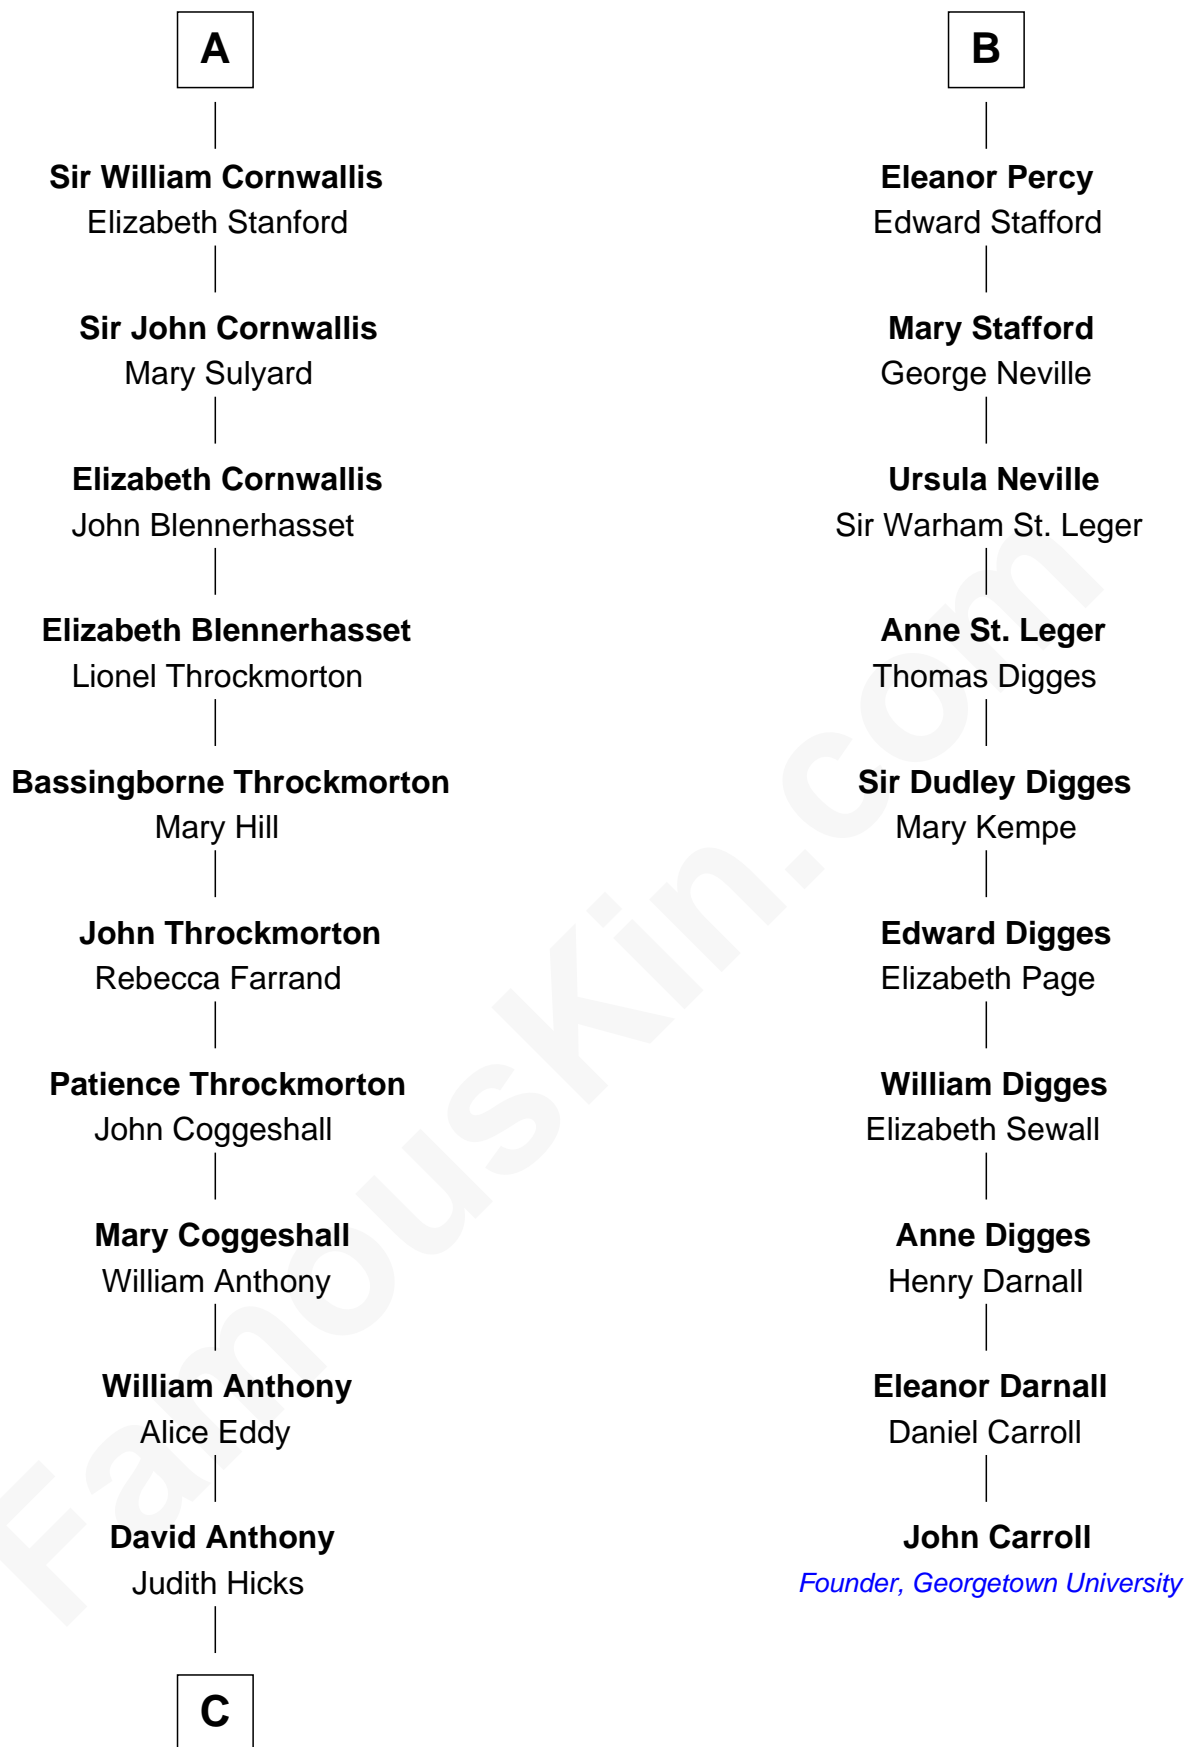 A
Sir William Cornwallis
Elizabeth Stanford
Sir John Cornwallis
Mary Sulyard
Elizabeth Cornwallis
John Blennerhasset
Elizabeth Blennerhasset
Lionel Throckmorton
Bassingborne Throckmorton
Mary Hill
John Throckmorton
Rebecca Farrand
Patience Throckmorton
John Coggeshall
Mary Coggeshall
William Anthony
William Anthony
Alice Eddy
David Anthony
Judith Hicks
C
B
Eleanor Percy
Edward Stafford
Mary Stafford
George Neville
Ursula Neville
Sir Warham St. Leger
Anne St. Leger
Thomas Digges
Sir Dudley Digges
Mary Kempe
Edward Digges
Elizabeth Page
William Digges
Elizabeth Sewall
Anne Digges
Henry Darnall
Eleanor Darnall
Daniel Carroll
John Carroll
Founder, Georgetown University
FamousKin.com